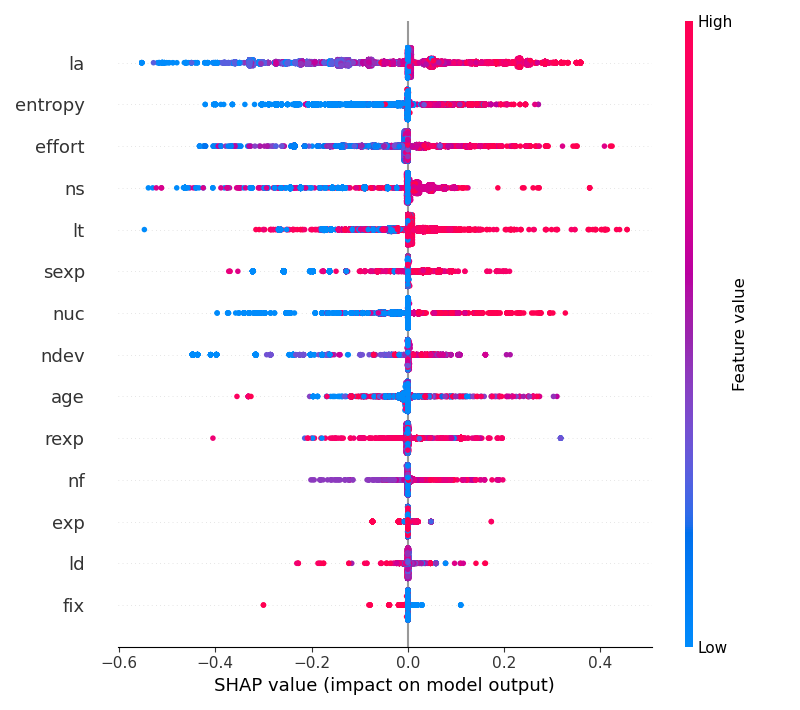 High
la
entropy
effort
ns
lt
sexp
nuc
ndev
age
rexp
nf
exp
ld
fix
Feature value
Low
−0.6 −0.4 −0.2 0.0 0.2 0.4
SHAP value (impact on model output)